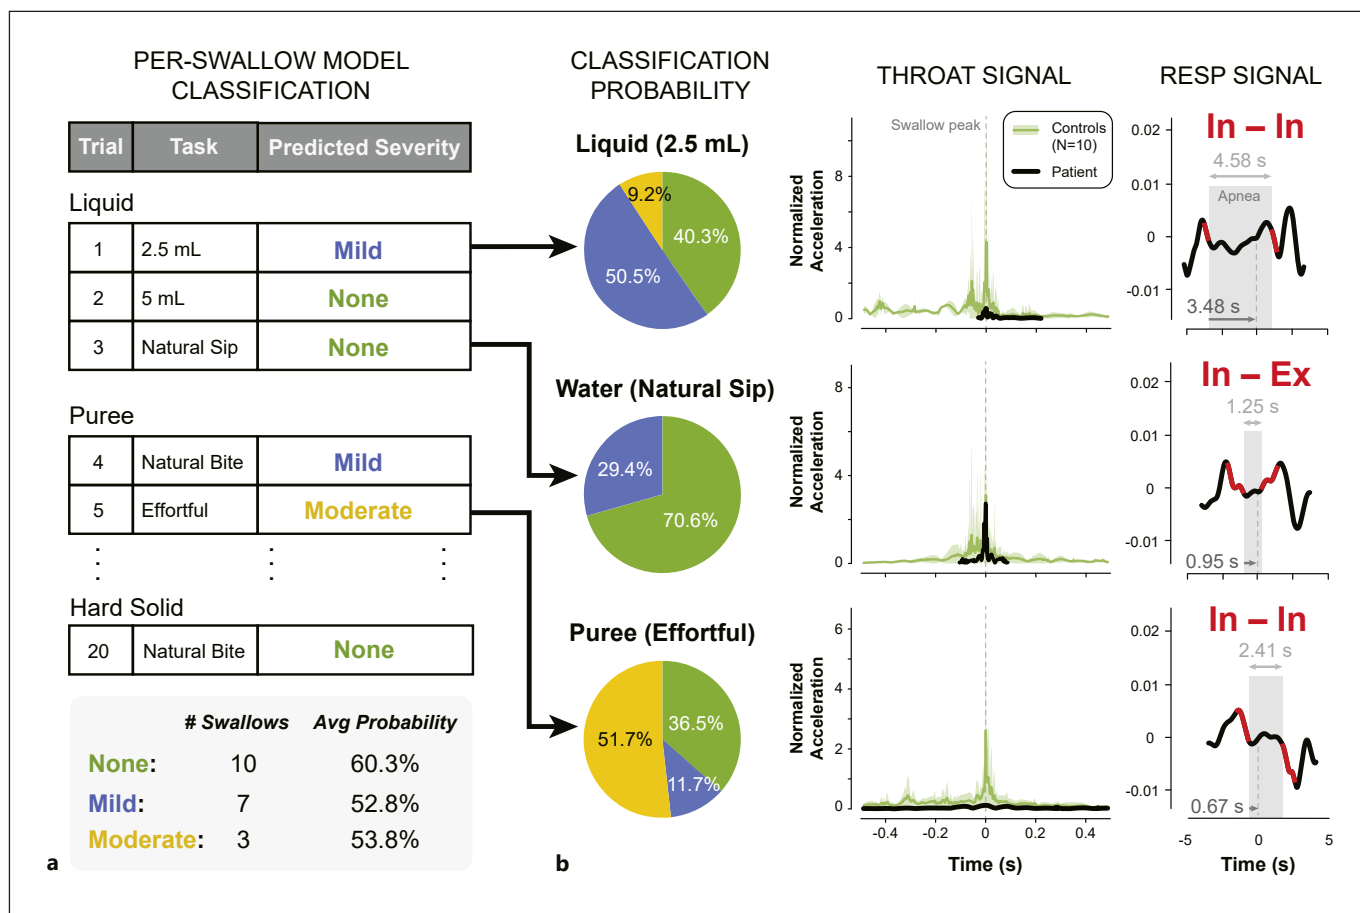 PER-SWALLOW MODEL
CLASSIFICATION
Trial Task Predicted Severity
Liquid
1 2.5 mL Mild
2 5 mL None
3 Natural Sip None
Puree
4 Natural Bite Mild
5 Effortful Moderate
Hard Solid
20 Natural Bite None
# Swallows Avg Probability
None: 10 60.3%
Mild: 7 52.8%
Moderate: 3 53.8%
a
CLASSIFICATION
PROBABILITY
Liquid (2.5 mL)
9.2%
40.3%
50.5%
Water (Natural Sip)
29.4%
70.6%
Puree (Effortful)
36.5%
51.7%
11.7%
b
THROAT SIGNAL
Swallow peak
Controls
(N=10)
Patient
Normalized
Acceleration
8
4
0
Normalized
Acceleration
8
4
0
Normalized
Acceleration
6
4
2
0
-0.4 -0.2 0 0.2 0.4
Time (s)
RESP SIGNAL
In – In
4.58 s
Apnea
0.02
0.01
0
-0.01
3.48 s
In – Ex
1.25 s
0.02
0.01
0
-0.01
0.95 s
In – In
2.41 s
0.02
0.01
0
-0.01
0.67 s
-5 0 5
Time (s)